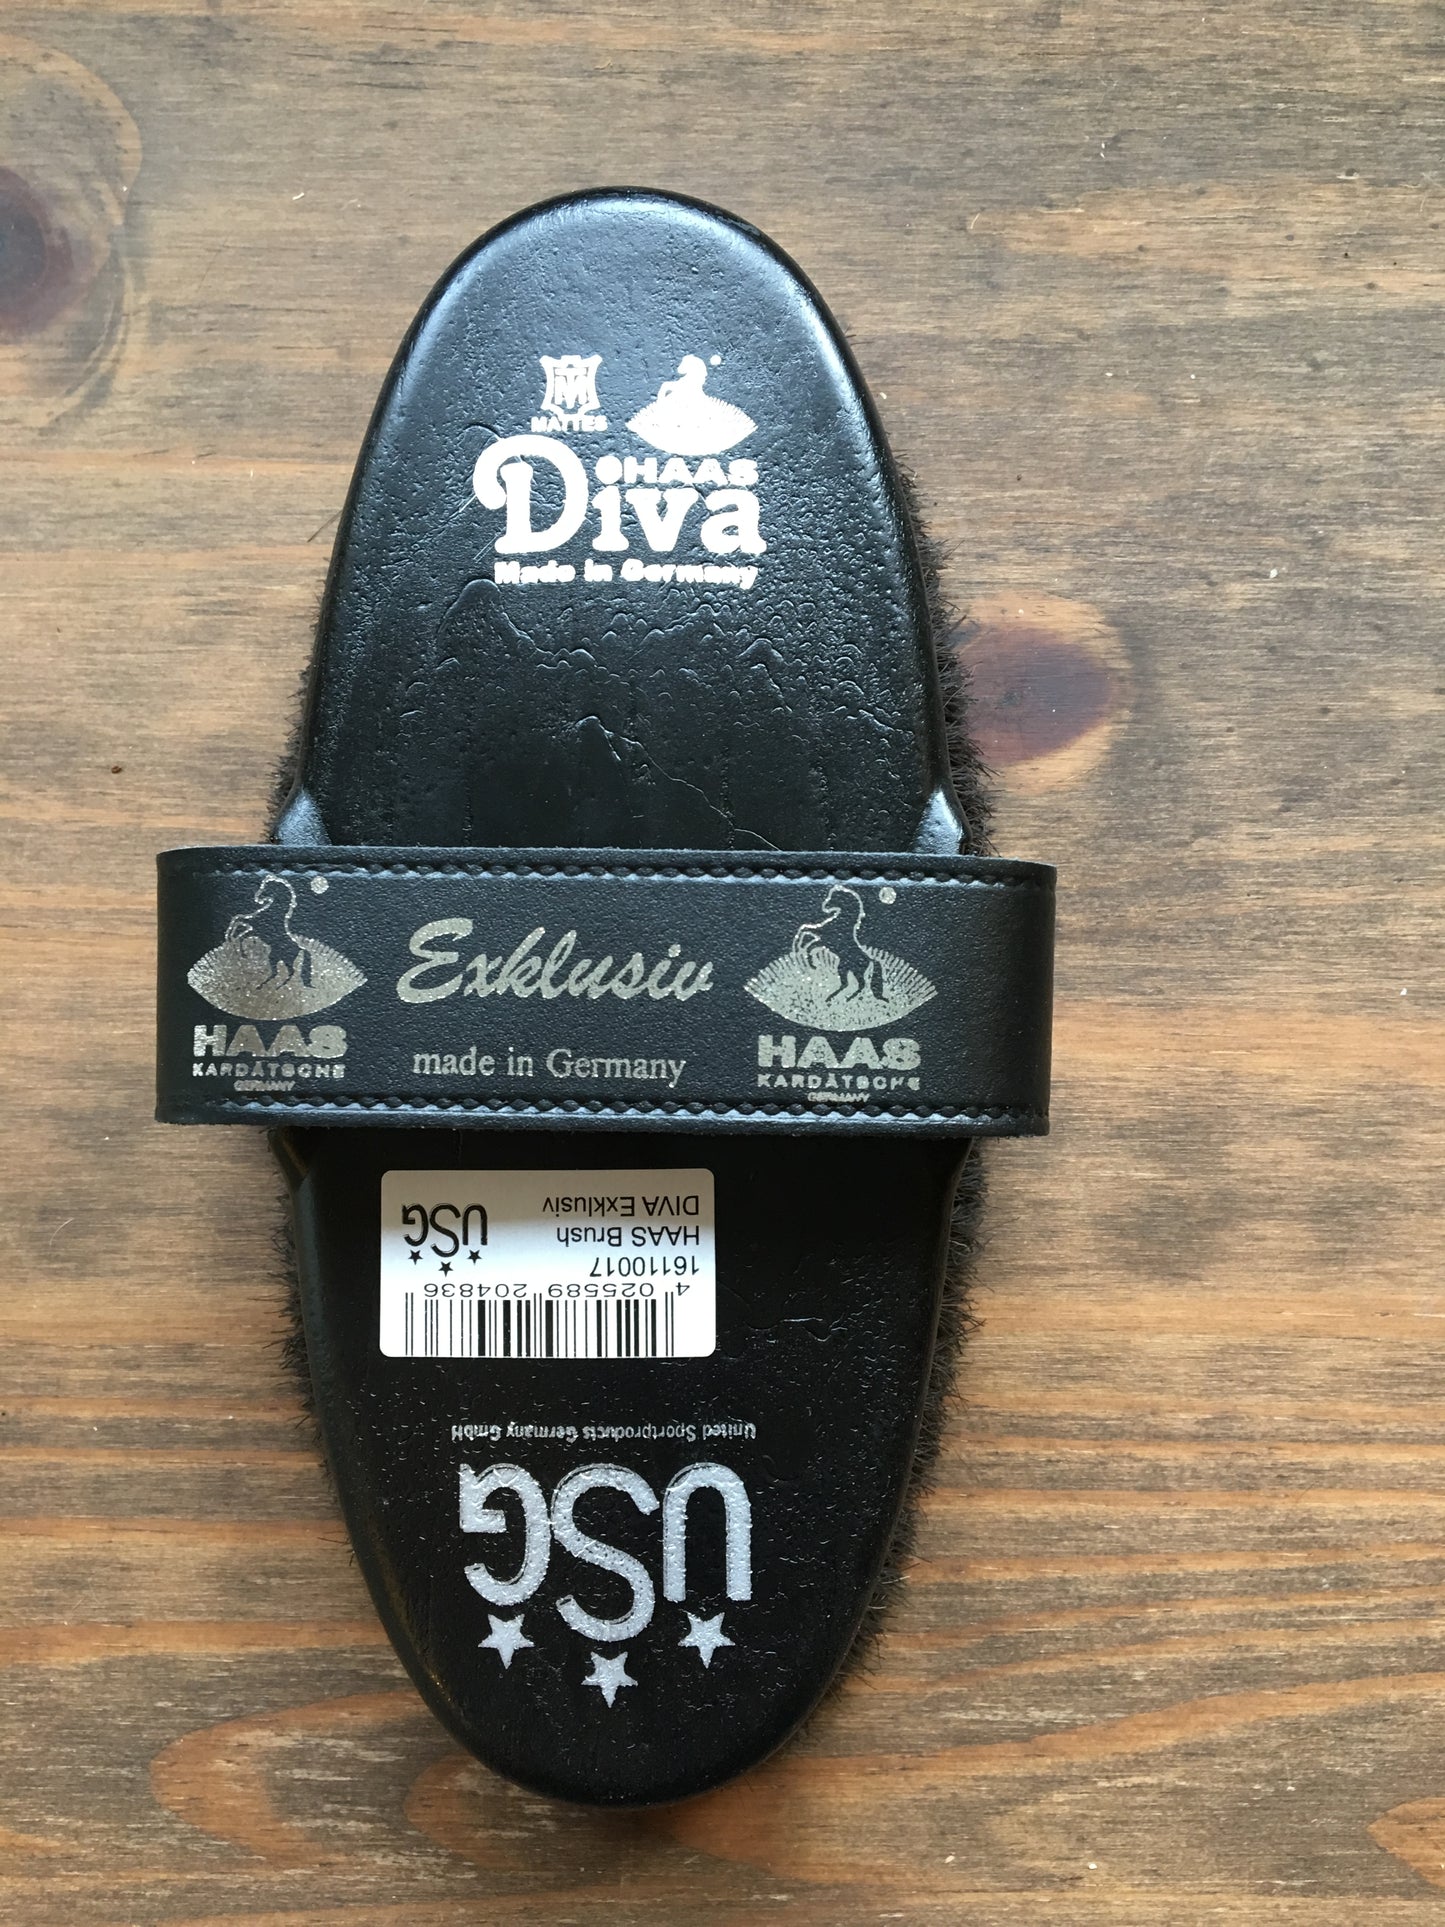 MATTES
HAAS
Diva
Made in Germany
Exklusiv
made in Germany
HAAS
KARDÄTSCHE
GERMANY
HAAS
KARDÄTSCHE
GERMANY
USG
HAAS Brush
DIVA Exklusiv
16110017
4 025589 204836
United Sportproducts Germany GmbH
USG